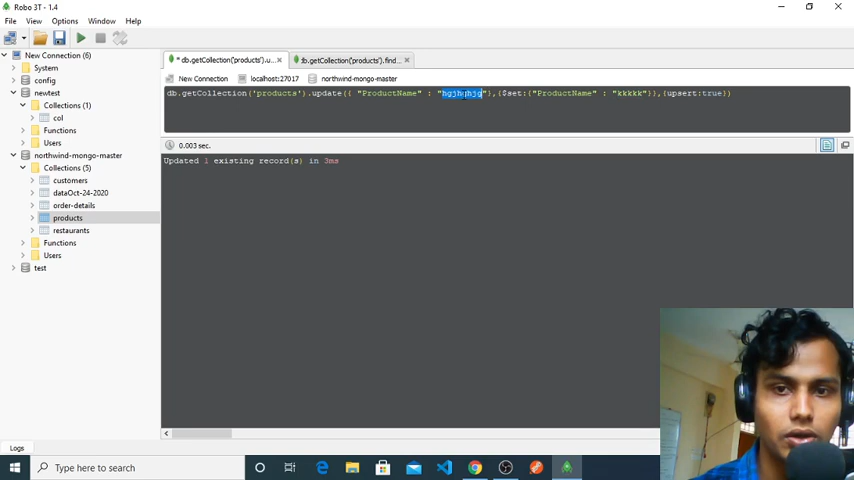 Robo 3T - 1.4
File View Options Window Help
New Connection (6)
System
config
newtest
Collections (1)
col
Functions
Users
northwind-mongo-master
Collections (5)
customers
dataOct-24-2020
order-details
products
restaurants
Functions
Users
test
* db.getCollection('products').u...
db.getCollection('products').find...
New Connection localhost:27017 northwind-mongo-master
db.getCollection('products').update({ "ProductName" : "hgjhghjg"},{$set:{"ProductName" : "kkkkk"}},{upsert:true})
0.003 sec.
Updated 1 existing record(s) in 3ms
Logs
Type here to search